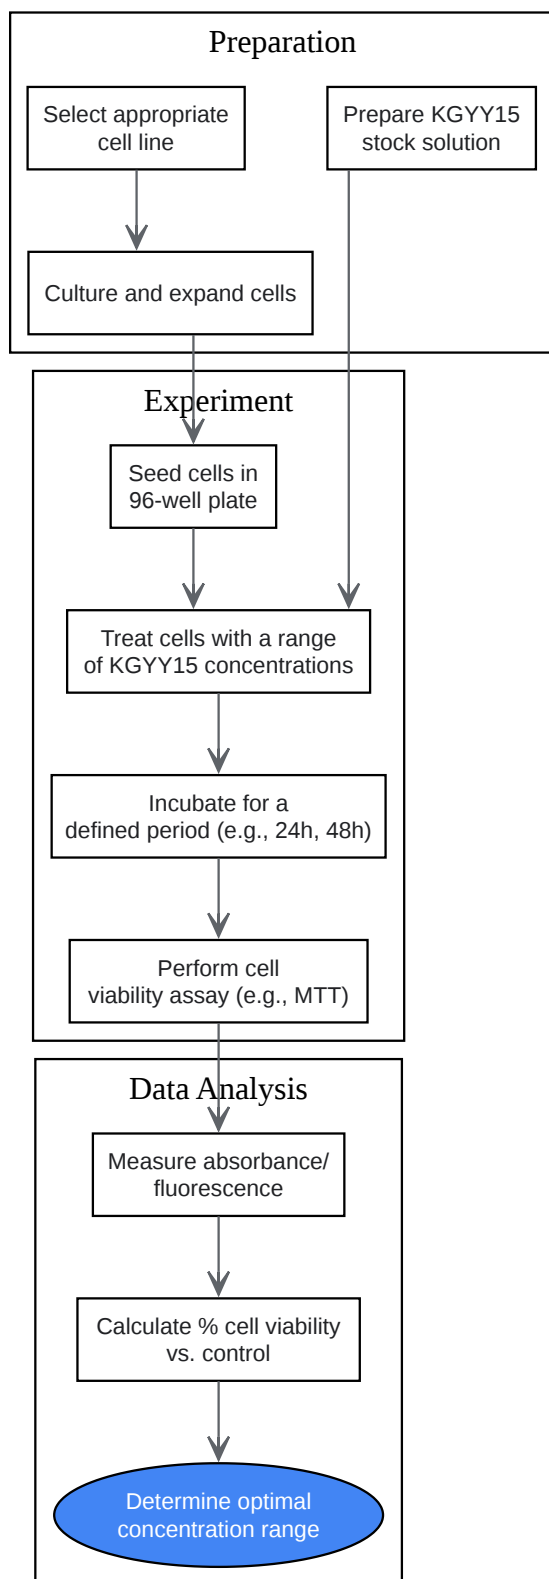 Preparation
Select appropriate
cell line
Prepare KGYY15
stock solution
Culture and expand cells
Experiment
Seed cells in
96-well plate
Treat cells with a range
of KGYY15 concentrations
Incubate for a
defined period (e.g., 24h, 48h)
Perform cell
viability assay (e.g., MTT)
Data Analysis
Measure absorbance/
fluorescence
Calculate % cell viability
vs. control
Determine optimal
concentration range